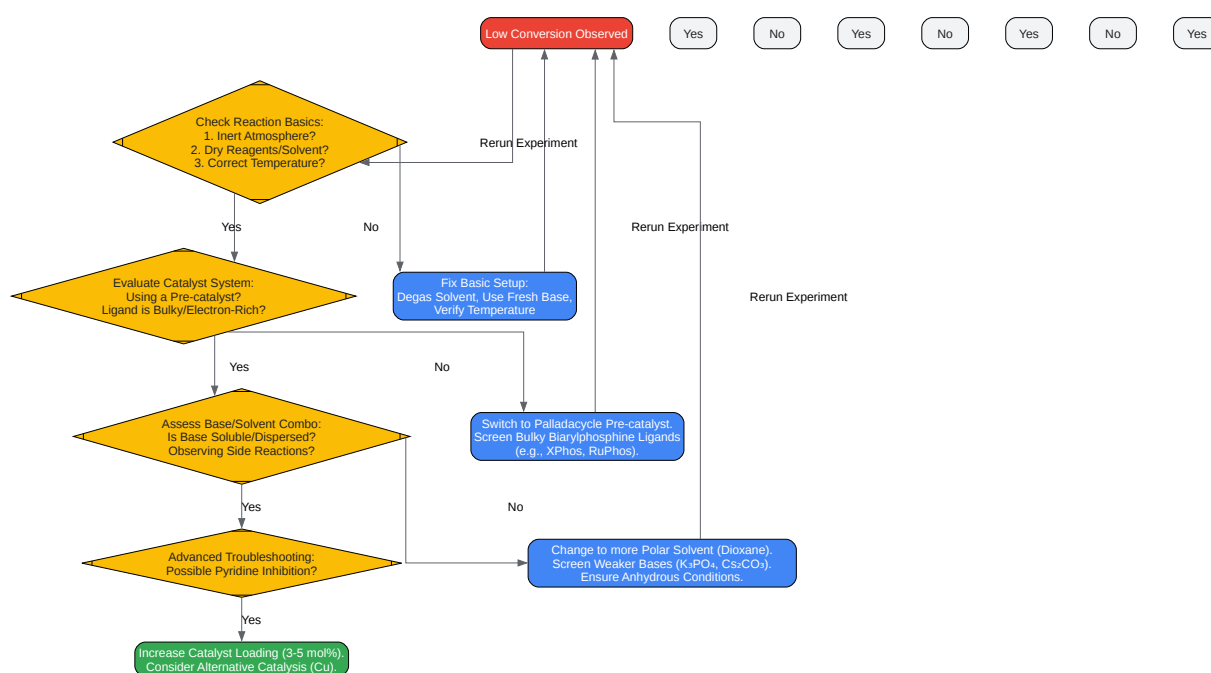 Low Conversion Observed
Yes
No
Yes
No
Yes
No
Yes
Check Reaction Basics:
1. Inert Atmosphere?
2. Dry Reagents/Solvent?
3. Correct Temperature?
Rerun Experiment
Yes
No
Rerun Experiment
Evaluate Catalyst System:
Using a Pre-catalyst?
Ligand is Bulky/Electron-Rich?
Fix Basic Setup:
Degas Solvent, Use Fresh Base,
Verify Temperature
Rerun Experiment
Yes
No
Assess Base/Solvent Combo:
Is Base Soluble/Dispersed?
Observing Side Reactions?
Switch to Palladacycle Pre-catalyst.
Screen Bulky Biarylphosphine Ligands
(e.g., XPhos, RuPhos).
Yes
No
Advanced Troubleshooting:
Possible Pyridine Inhibition?
Change to more Polar Solvent (Dioxane).
Screen Weaker Bases (K₃PO₄, Cs₂CO₃).
Ensure Anhydrous Conditions.
Yes
Increase Catalyst Loading (3-5 mol%).
Consider Alternative Catalysis (Cu).